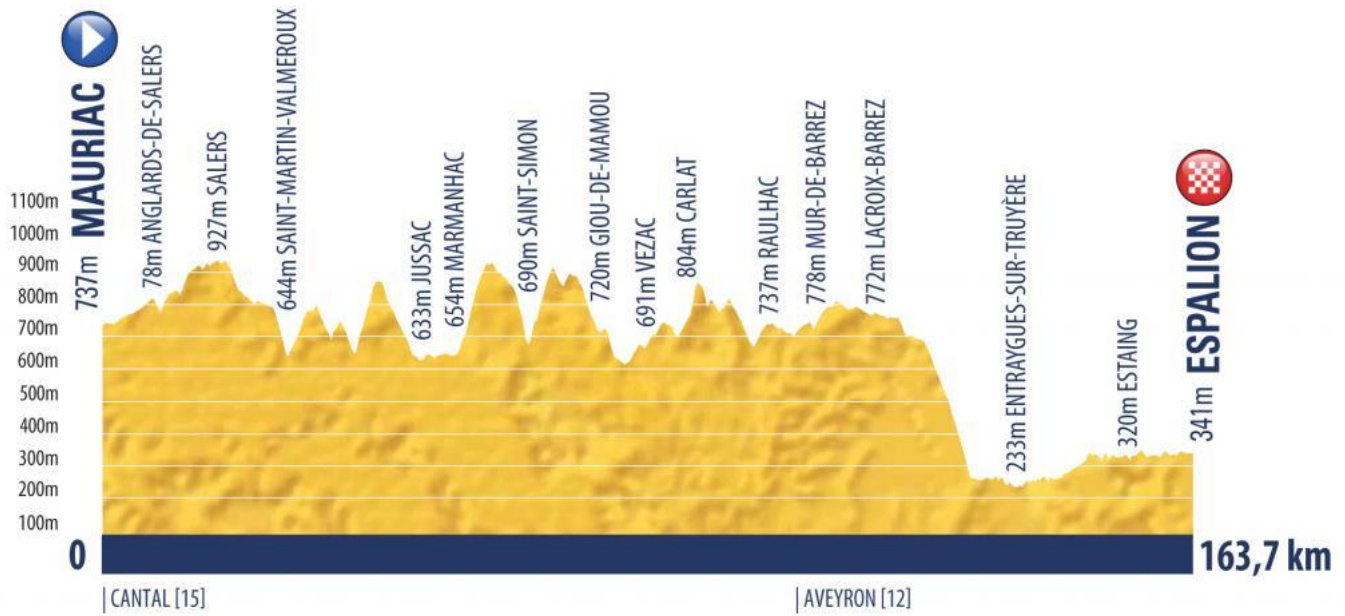 737m MAURIAC
78m ANGLARDS-DE-SALERS
927m SALERS
644m SAINT-MARTIN-VALMEROUX
633m JUSSAC
654m MARMANHAC
690m SAINT-SIMON
720m GIOU-DE-MAMOU
691m VEZAC
804m CARLAT
737m RAULHAC
778m MUR-DE-BARREZ
772m LACROIX-BARREZ
233m ENTRAYGUES-SUR-TRUYÈRE
320m ESTAING
341m ESPALION
1100m
1000m
900m
800m
700m
600m
500m
400m
300m
200m
100m
0
163,7 km
| CANTAL [15]
| AVEYRON [12]